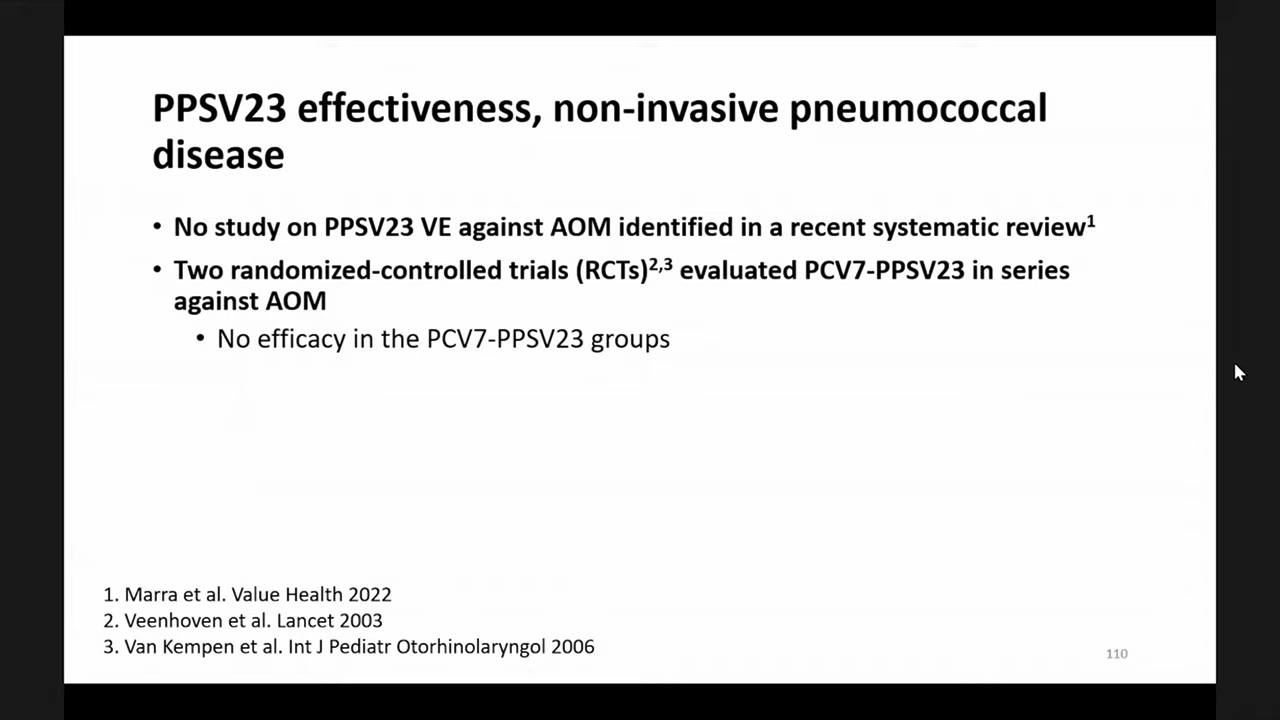 PPSV23 effectiveness, non-invasive pneumococcal
disease
• No study on PPSV23 VE against AOM identified in a recent systematic review¹
• Two randomized-controlled trials (RCTs)²,³ evaluated PCV7-PPSV23 in series
against AOM
• No efficacy in the PCV7-PPSV23 groups
1. Marra et al. Value Health 2022
2. Veenhoven et al. Lancet 2003
3. Van Kempen et al. Int J Pediatr Otorhinolaryngol 2006
110